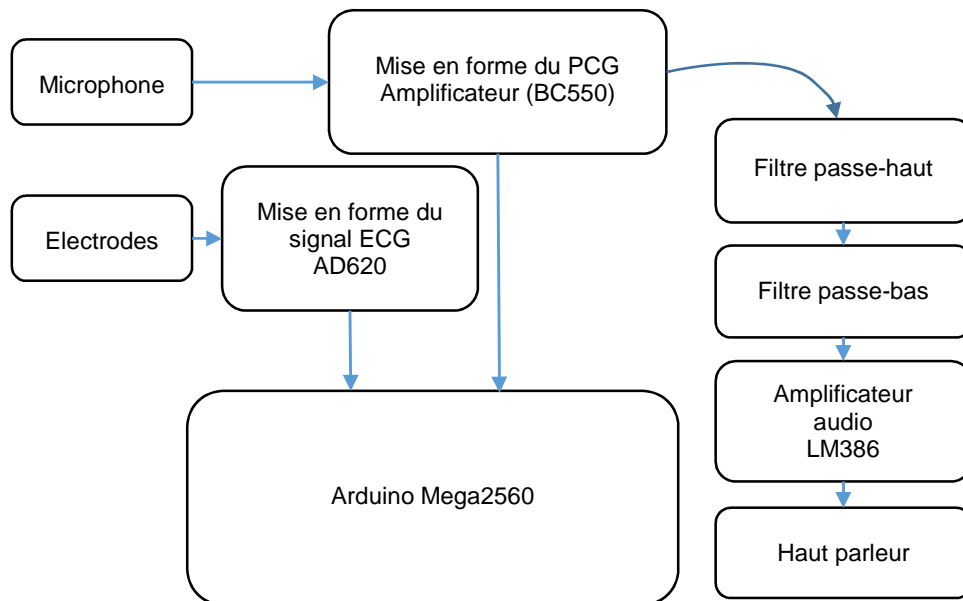 Microphone
Mise en forme du PCG
Amplificateur (BC550)
Filtre passe-haut
Electrodes
Mise en forme du
signal ECG
AD620
Filtre passe-bas
Amplificateur
audio
LM386
Arduino Mega2560
Haut parleur